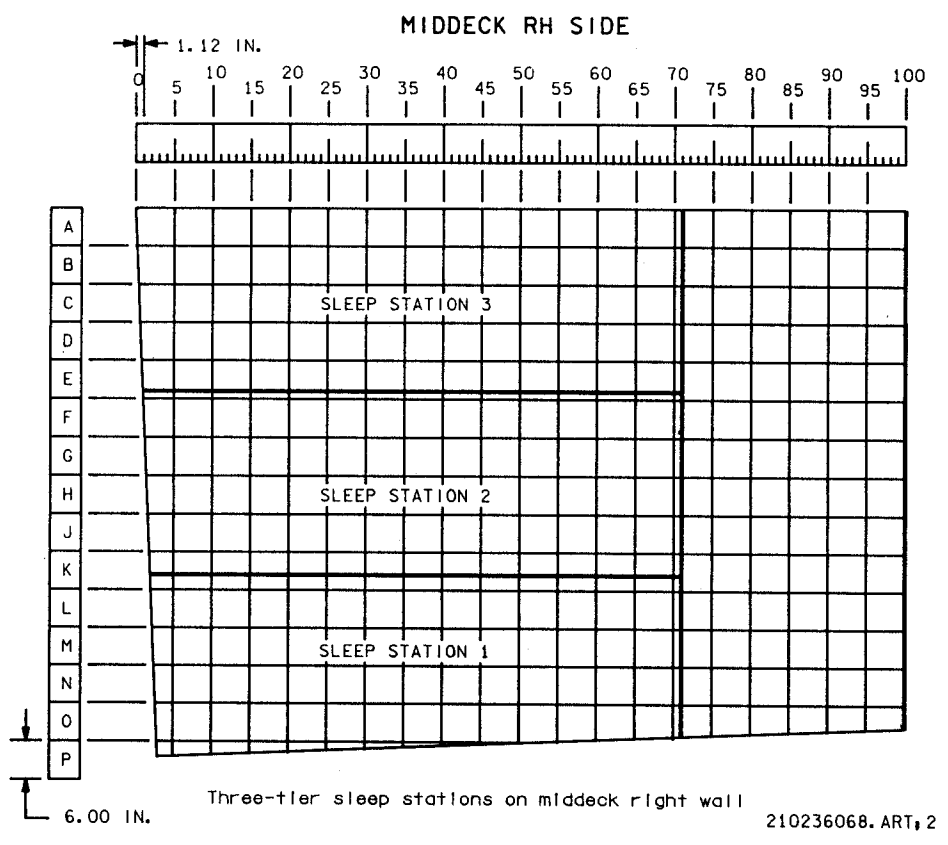 MIDDECK RH SIDE
1.12 IN.
0 10 20 30 40 50 60 70 80 90 100
5 15 25 35 45 55 65 75 85 95
A
B
C
SLEEP STATION 3
D
E
F
G
H
SLEEP STATION 2
J
K
L
M
SLEEP STATION 1
N
O
P
6.00 IN.
Three-tier sleep stations on middeck right wall
210236068.ART, 2